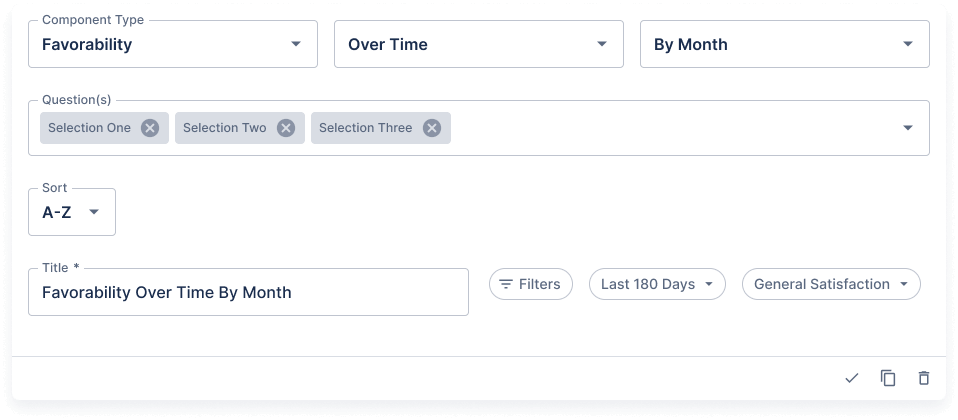 Component Type
Favorability Over Time By Month
Question(s)
Selection One Selection Two Selection Three
Sort
A-Z
Title *
Favorability Over Time By Month Filters Last 180 Days General Satisfaction